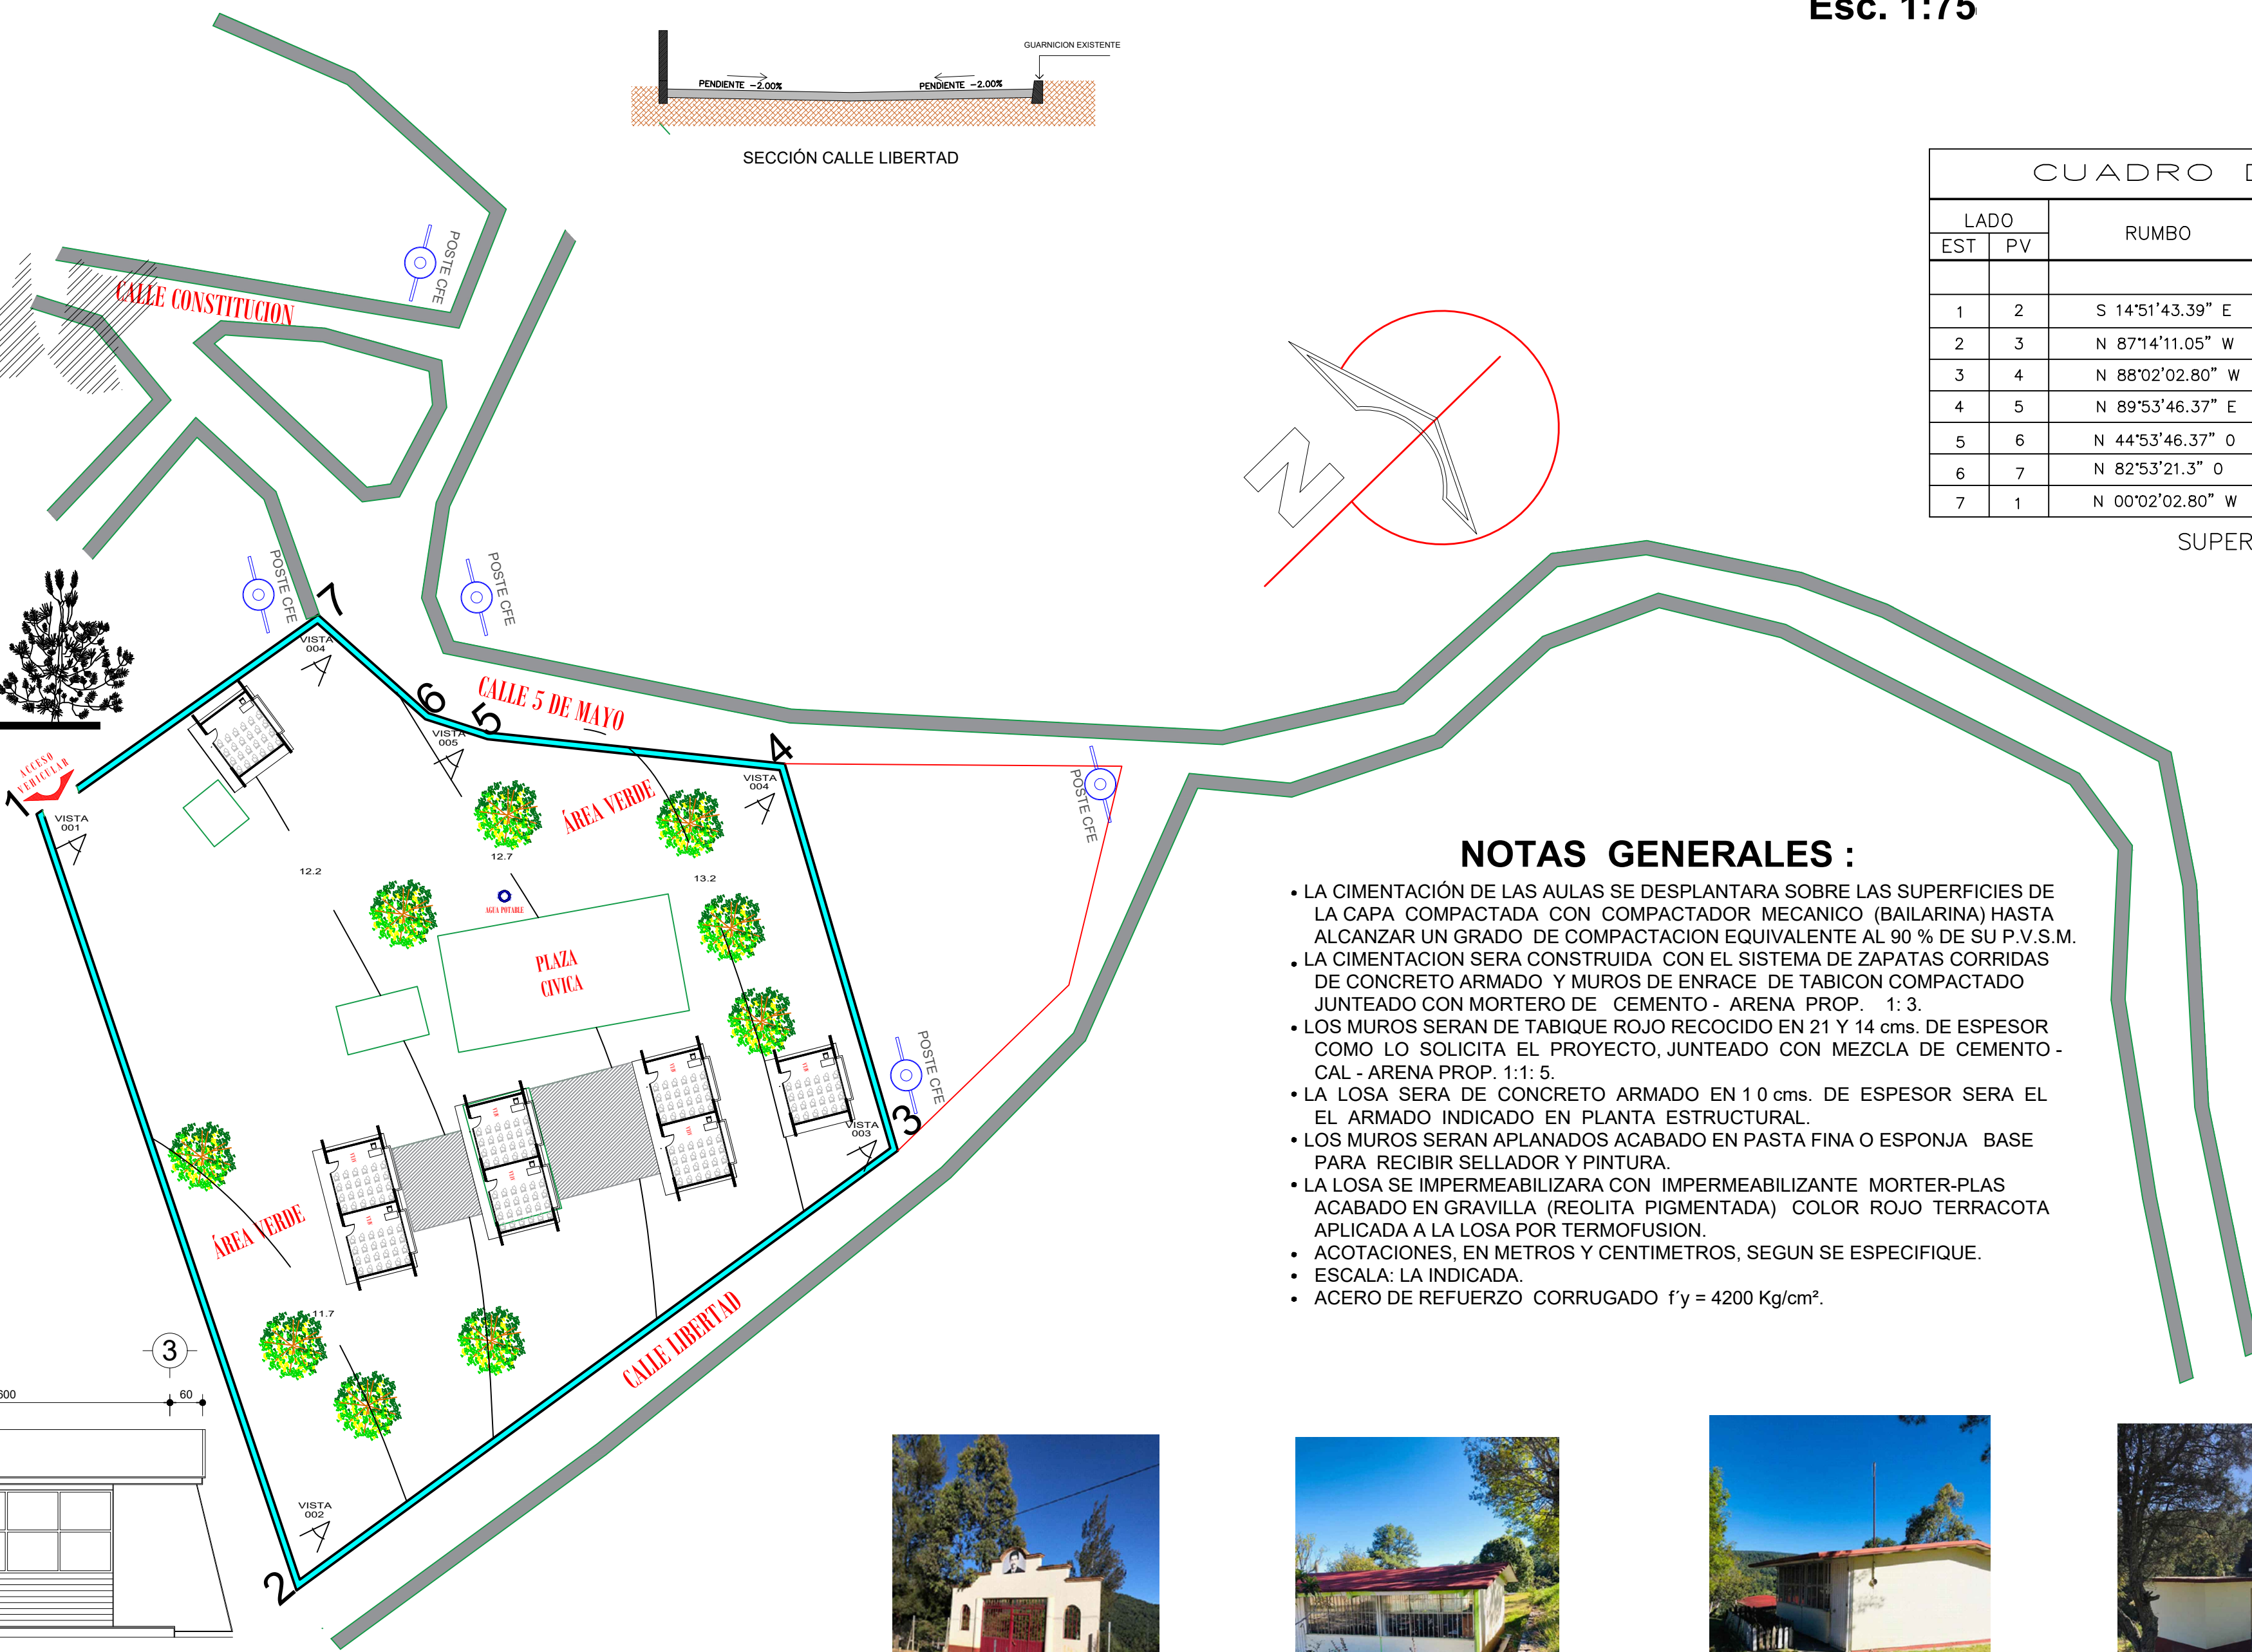 Esc. 1:75
GUARNICION EXISTENTE
PENDIENTE -2.00%
PENDIENTE -2.00%
SECCIÓN CALLE LIBERTAD
CUADRO D
LADO
RUMBO
EST PV
1 2 S 14°51'43.39" E
2 3 N 87°14'11.05" W
3 4 N 88°02'02.80" W
4 5 N 89°53'46.37" E
5 6 N 44°53'46.37" O
6 7 N 82°53'21.3" O
7 1 N 00°02'02.80" W
SUPER
POSTE CFE
CALLE CONSTITUCION
N
POSTE CFE
POSTE CFE
7
VISTA
004
6
5
CALLE 5 DE MAYO
VISTA
005
4
VISTA
004
ACCESO
VEHICULAR
1
VISTA
001
ÁREA VERDE
POSTE CFE
12.7
12.2
13.2
AGUA POTABLE
PLAZA
CIVICA
POSTE CFE
3
VISTA
003
ÁREA VERDE
11.7
CALLE LIBERTAD
3
600
60
VISTA
002
2
NOTAS GENERALES :
• LA CIMENTACIÓN DE LAS AULAS SE DESPLANTARA SOBRE LAS SUPERFICIES DE
LA CAPA COMPACTADA CON COMPACTADOR MECANICO (BAILARINA) HASTA
ALCANZAR UN GRADO DE COMPACTACION EQUIVALENTE AL 90 % DE SU P.V.S.M.
• LA CIMENTACION SERA CONSTRUIDA CON EL SISTEMA DE ZAPATAS CORRIDAS
DE CONCRETO ARMADO Y MUROS DE ENRACE DE TABICON COMPACTADO
JUNTEADO CON MORTERO DE CEMENTO - ARENA PROP. 1: 3.
• LOS MUROS SERAN DE TABIQUE ROJO RECOCIDO EN 21 Y 14 cms. DE ESPESOR
COMO LO SOLICITA EL PROYECTO, JUNTEADO CON MEZCLA DE CEMENTO -
CAL - ARENA PROP. 1:1: 5.
• LA LOSA SERA DE CONCRETO ARMADO EN 1 0 cms. DE ESPESOR SERA EL
EL ARMADO INDICADO EN PLANTA ESTRUCTURAL.
• LOS MUROS SERAN APLANADOS ACABADO EN PASTA FINA O ESPONJA BASE
PARA RECIBIR SELLADOR Y PINTURA.
• LA LOSA SE IMPERMEABILIZARA CON IMPERMEABILIZANTE MORTER-PLAS
ACABADO EN GRAVILLA (REOLITA PIGMENTADA) COLOR ROJO TERRACOTA
APLICADA A LA LOSA POR TERMOFUSION.
• ACOTACIONES, EN METROS Y CENTIMETROS, SEGUN SE ESPECIFIQUE.
• ESCALA: LA INDICADA.
• ACERO DE REFUERZO CORRUGADO f´y = 4200 Kg/cm².